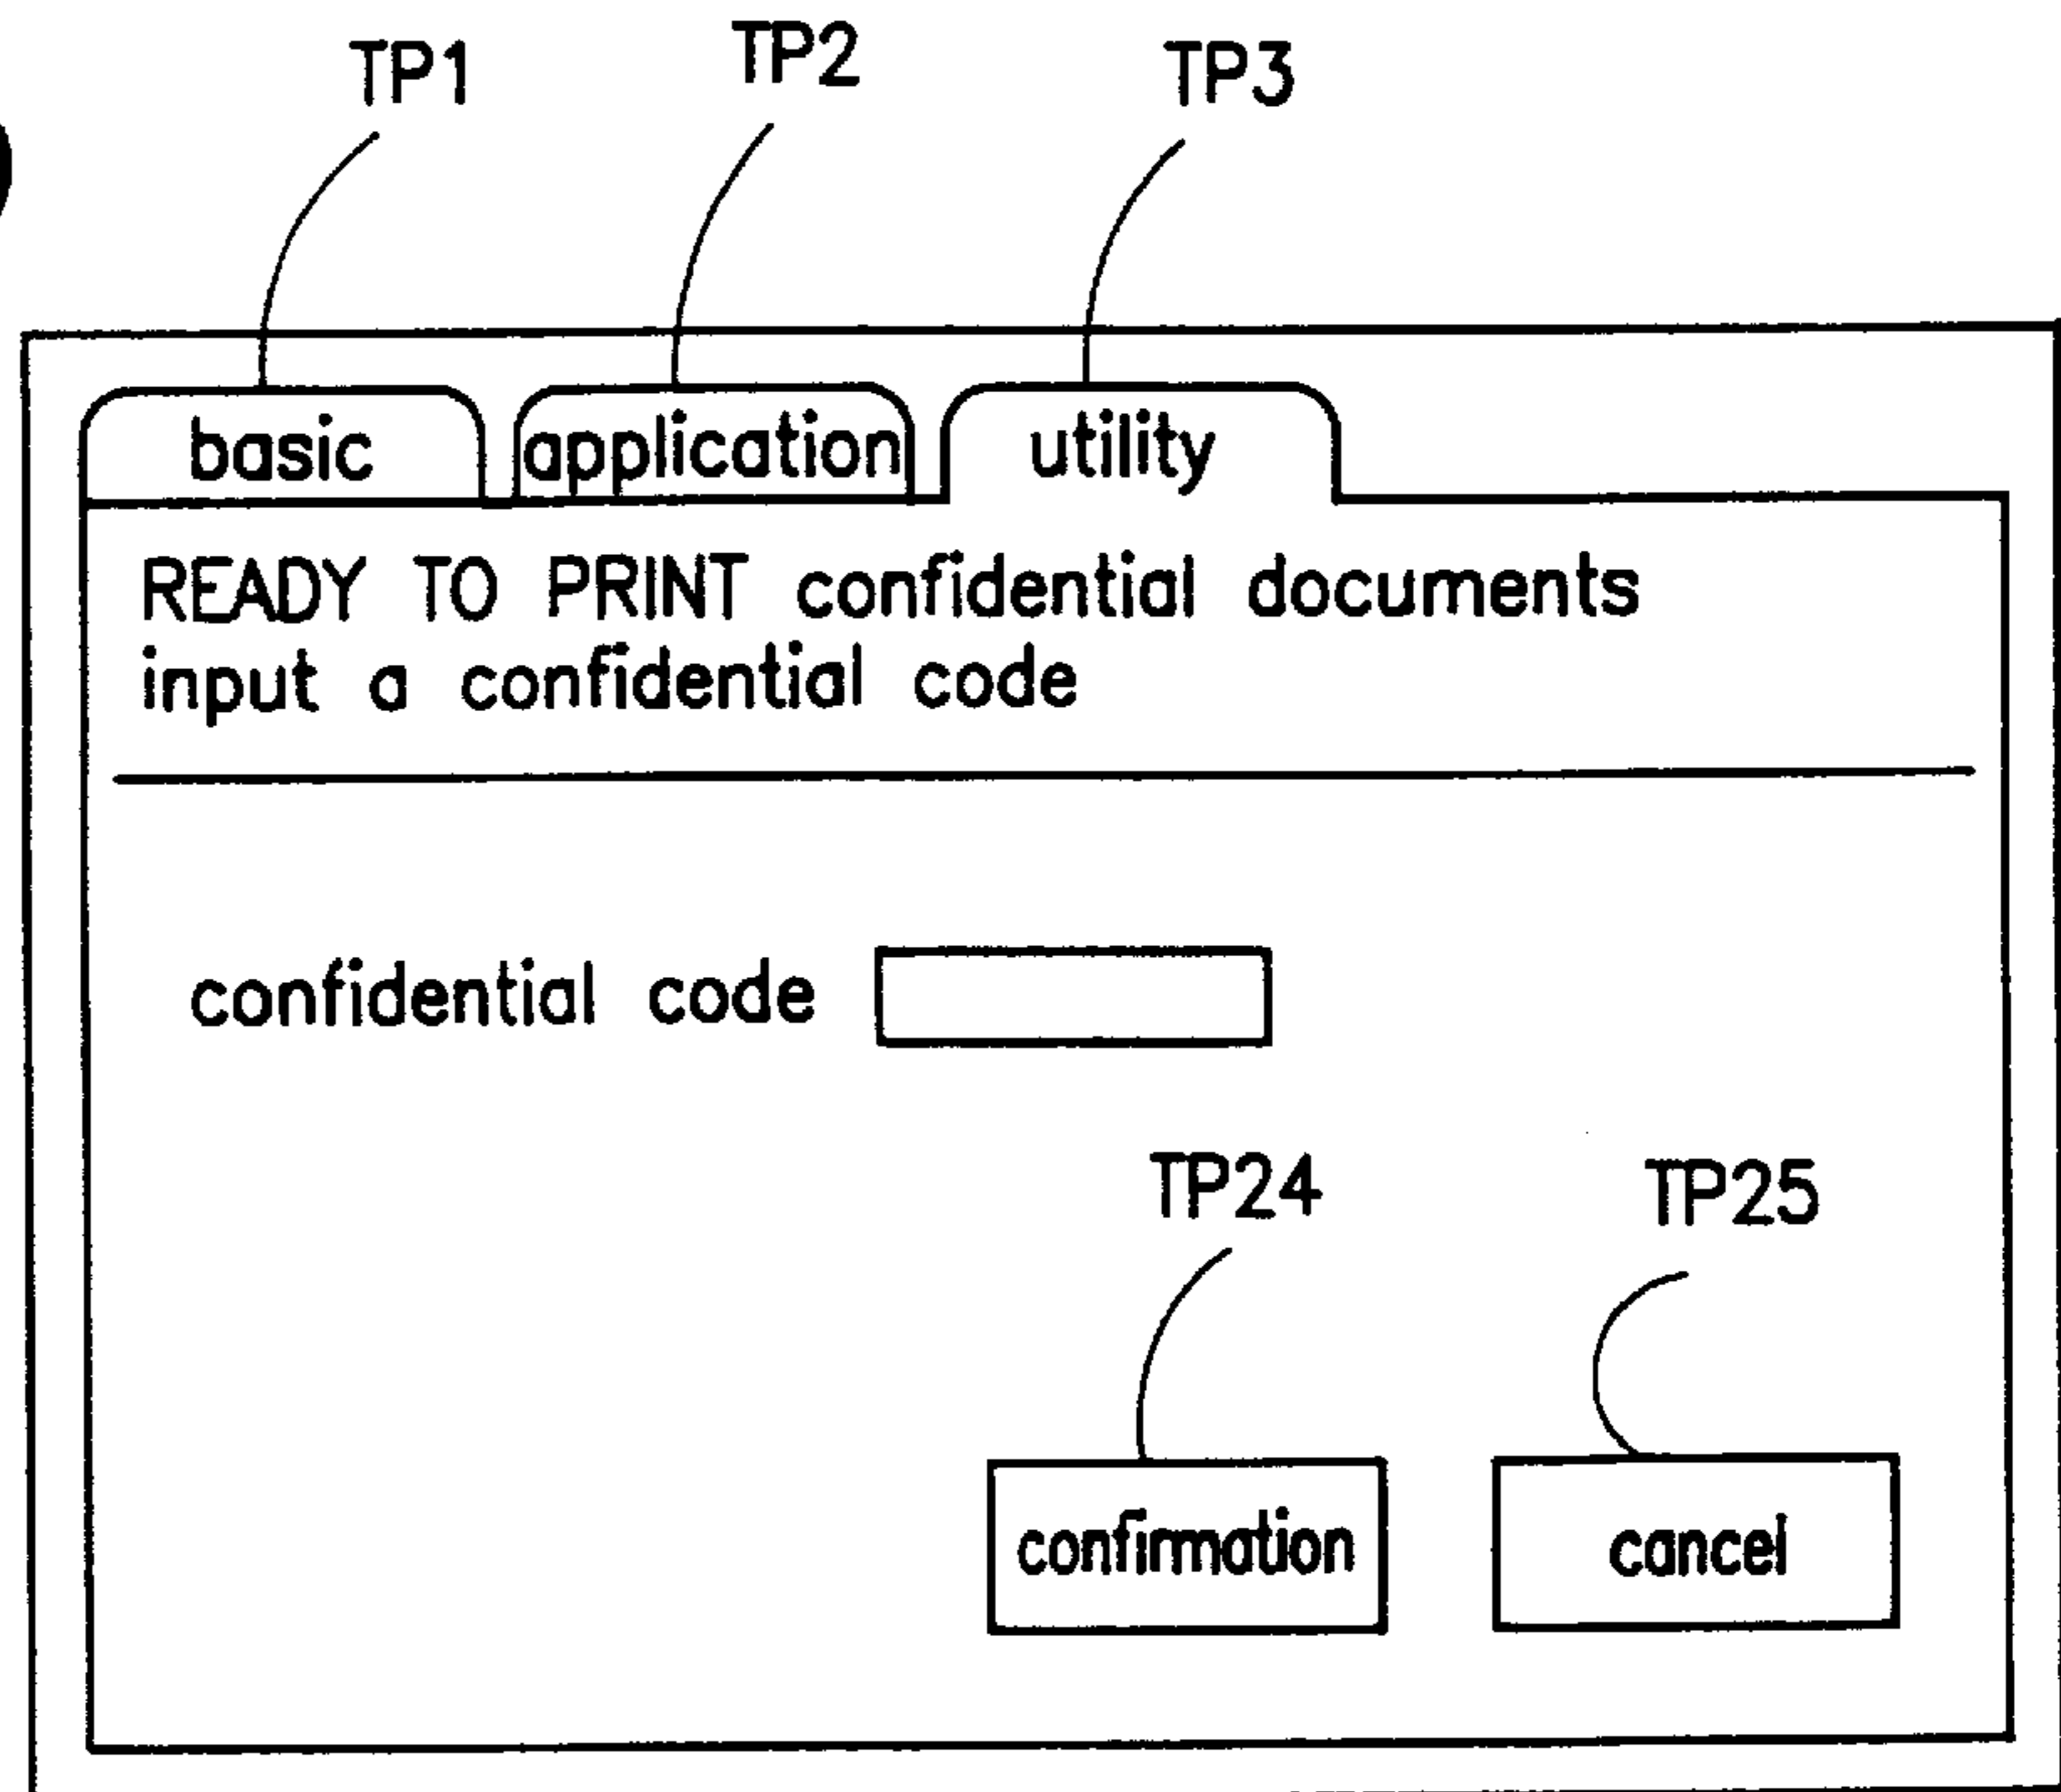 TP1 TP2 TP3
basic application utility
READY TO PRINT confidential documents
input a confidential code
confidential code
TP24 TP25
confirmation cancel